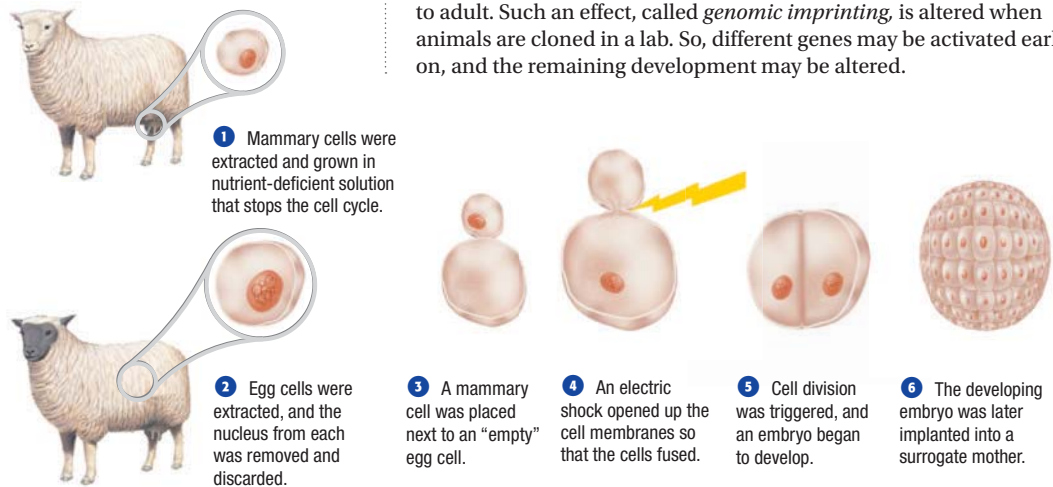 to adult. Such an effect, called genomic imprinting, is altered when
animals are cloned in a lab. So, different genes may be activated
on, and the remaining development may be altered.
1 Mammary cells were
extracted and grown in
nutrient-deficient solution
that stops the cell cycle.
2 Egg cells were
extracted, and the
nucleus from each
was removed and
discarded.
3 A mammary
cell was placed
next to an “empty”
egg cell.
4 An electric
shock opened up the
cell membranes so
that the cells fused.
5 Cell division
was triggered, and
an embryo began
to develop.
6 The developing
embryo was later
implanted into a
surrogate mother.